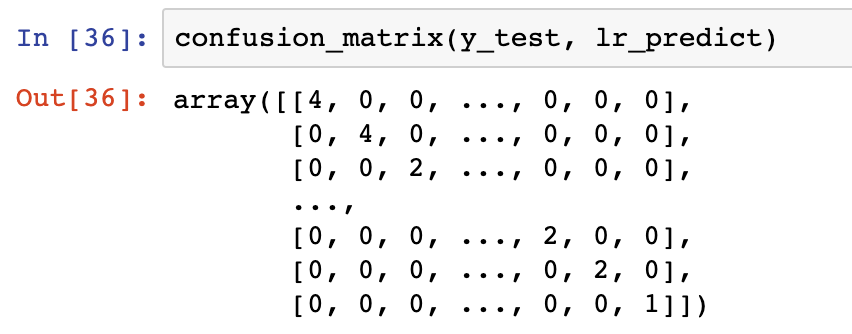 In [36]: confusion_matrix(y_test, lr_predict)
Out[36]: array([[4, 0, 0, ..., 0, 0, 0],
[0, 4, 0, ..., 0, 0, 0],
[0, 0, 2, ..., 0, 0, 0],
...,
[0, 0, 0, ..., 2, 0, 0],
[0, 0, 0, ..., 0, 2, 0],
[0, 0, 0, ..., 0, 0, 1]])